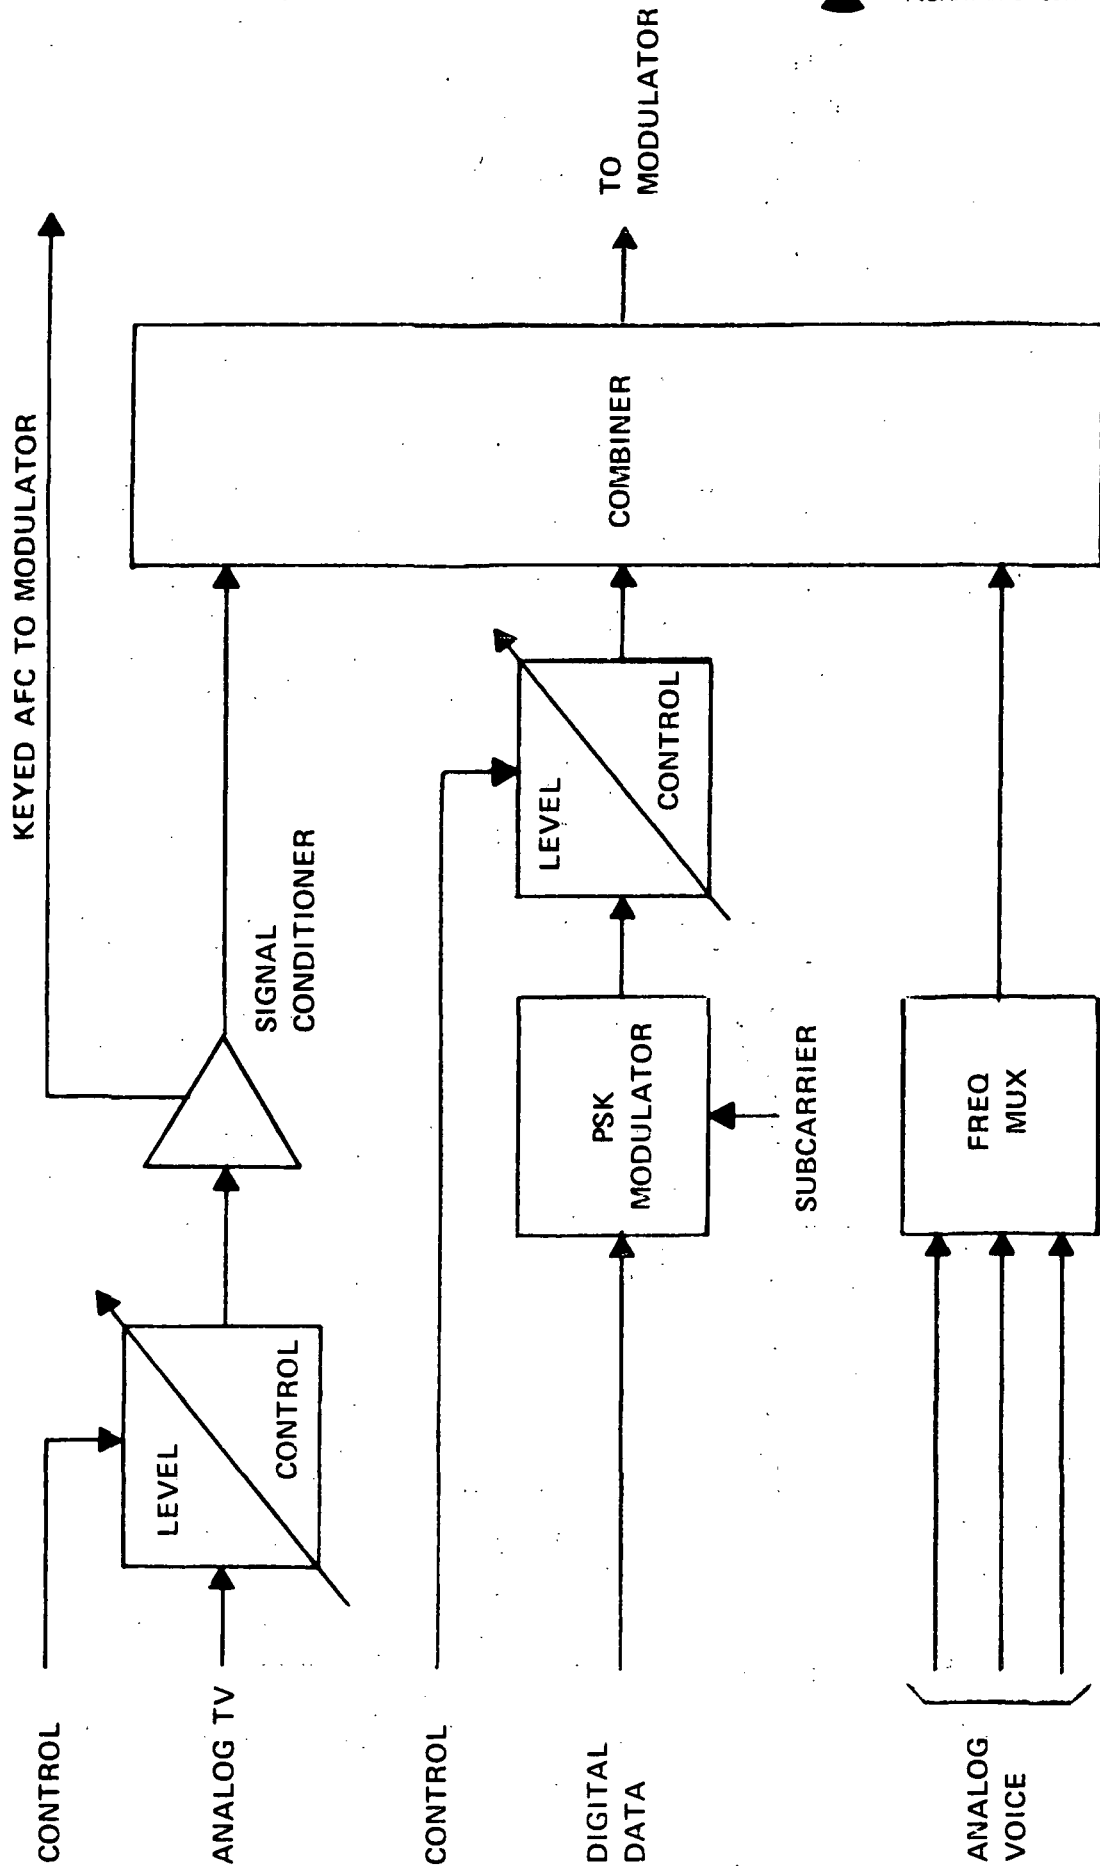 KEYED AFC TO MODULATOR
CONTROL
LEVEL
CONTROL
ANALOG TV
SIGNAL
CONDITIONER
CONTROL
LEVEL
CONTROL
DIGITAL
DATA
PSK
MODULATOR
SUBCARRIER
COMBINER
TO
MODULATOR
ANALOG
VOICE
FREQ
MUX